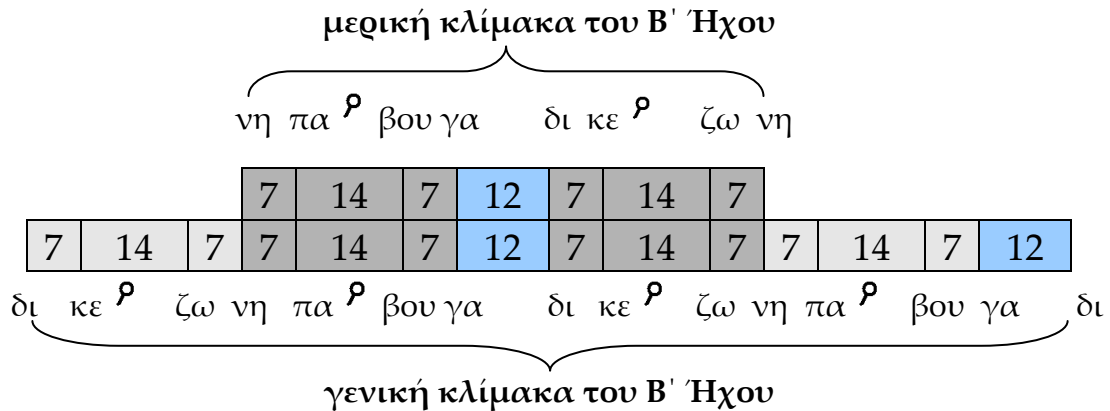 μερική κλίμακα του Β΄ Ήχου
νη πα βου γα δι κε ζω νη
7 14 7 12 7 14 7
7 14 7 7 14 7 12 7 14 7 7 14 7 12
δι κε ζω νη πα βου γα δι κε ζω νη πα βου γα δι
γενική κλίμακα του Β΄ Ήχου